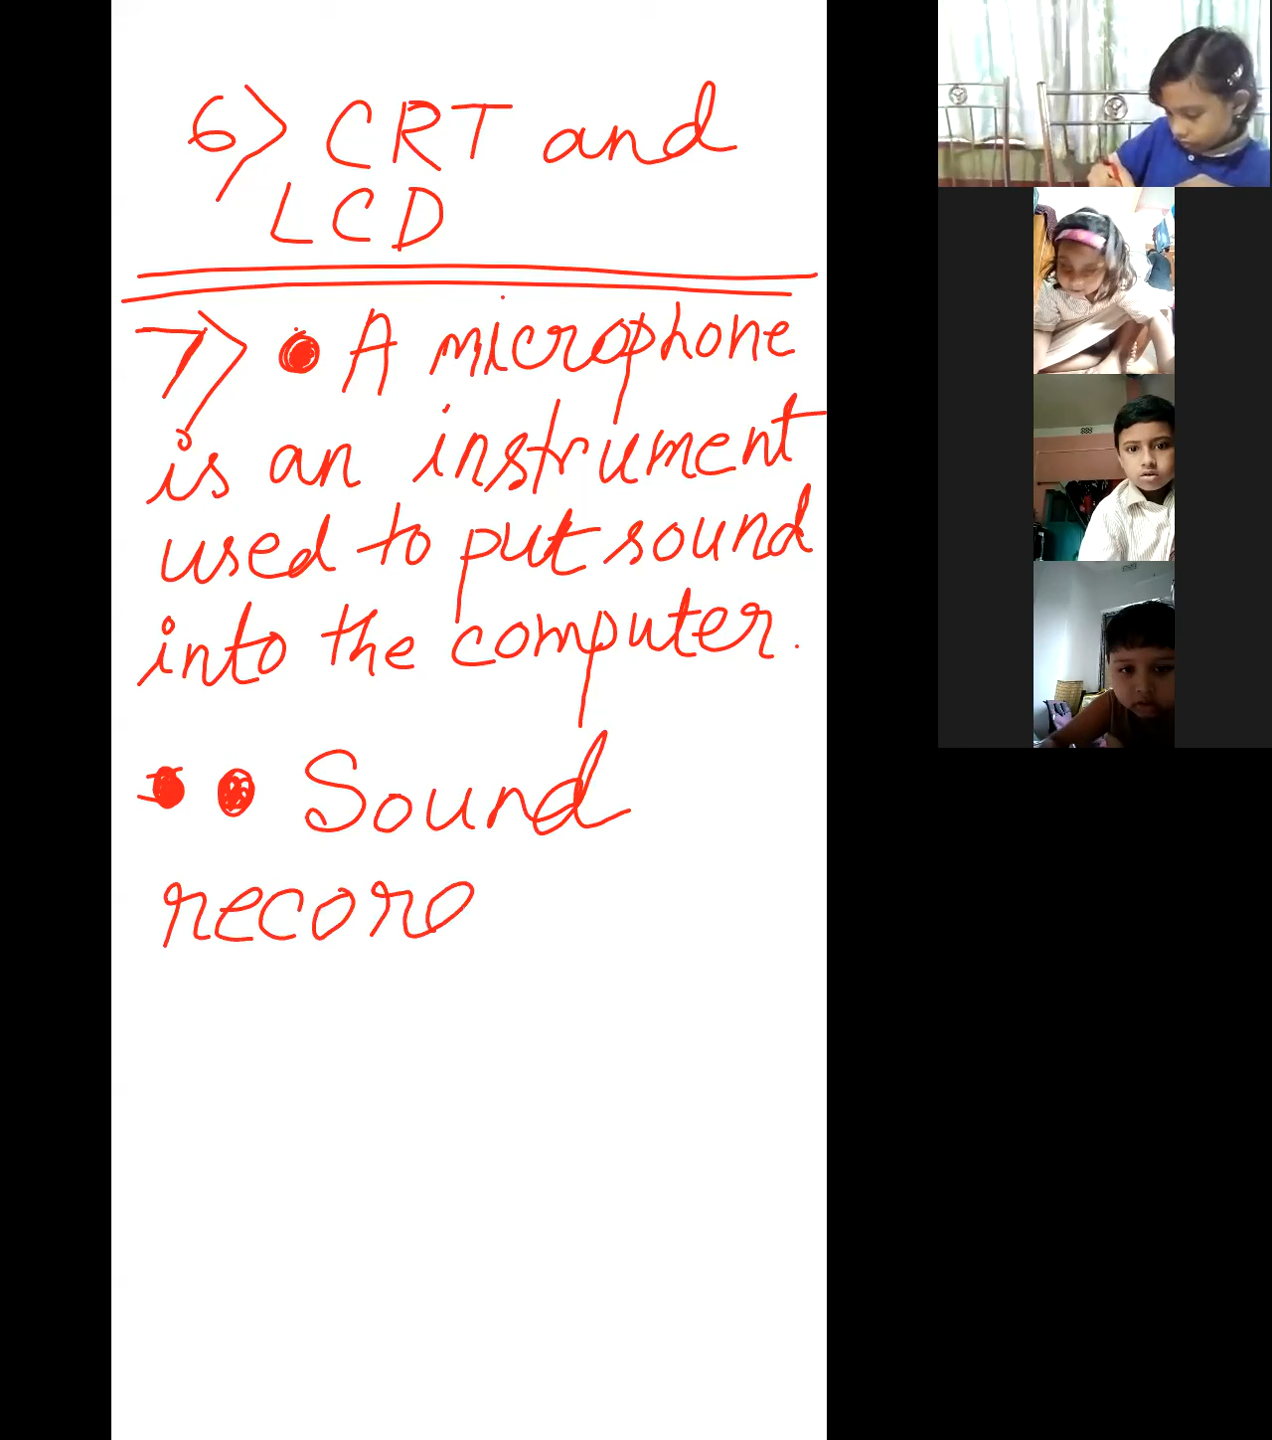 6> CRT and
LCD
7> • A microphone
is an instrument
used to put sound
into the computer.
• • Sound
recoro